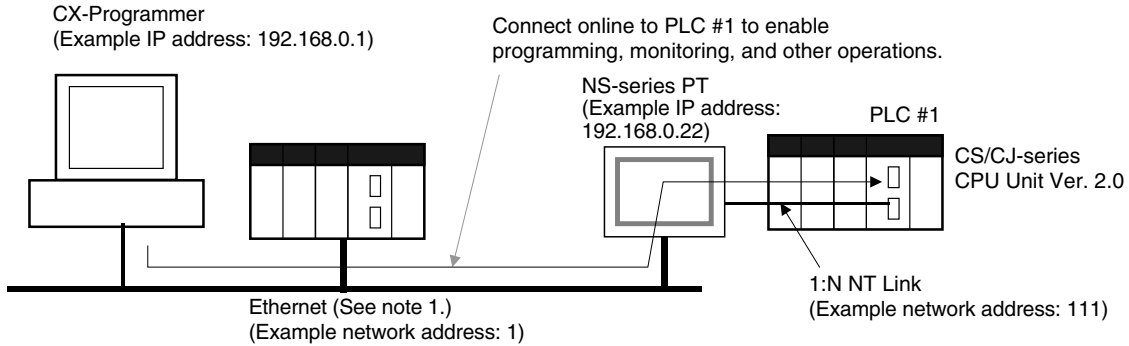 CX-Programmer
(Example IP address: 192.168.0.1)
Connect online to PLC #1 to enable
programming, monitoring, and other operations.
NS-series PT
(Example IP address:
192.168.0.22)
PLC #1
CS/CJ-series
CPU Unit Ver. 2.0
1:N NT Link
(Example network address: 111)
Ethernet (See note 1.)
(Example network address: 1)